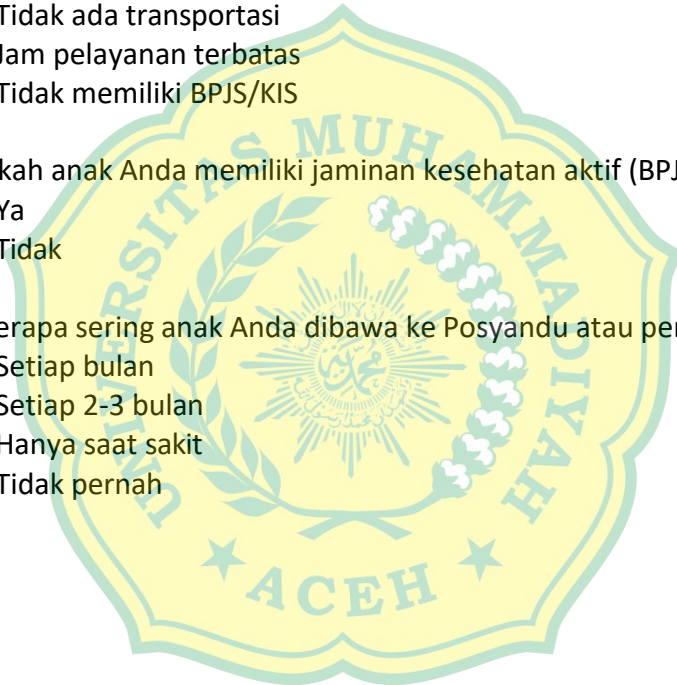 Tidak ada transportasi
Jam pelayanan terbatas
Tidak memiliki BPJS/KIS
kah anak Anda memiliki jaminan kesehatan aktif (BPJ
Ya
Tidak
erapa sering anak Anda dibawa ke Posyandu atau per
Setiap bulan
Setiap 2-3 bulan
Hanya saat sakit
Tidak pernah
UNIVERSITAS MUHAMMADIYAH
ACEH